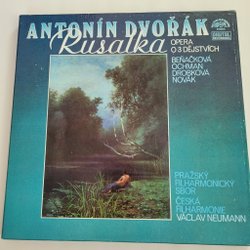 ANTONÍN DVOŘÁK
Rusalka
OPERA
O 3 DĚJSTVÍCH
BEŇAČKOVÁ
OCHMAN
DROBKOVÁ
NOVÁK
PRAŽSKÝ
FILHARMONICKÝ
SBOR
ČESKÁ
FILHARMONIE
VÁCLAV NEUMANN